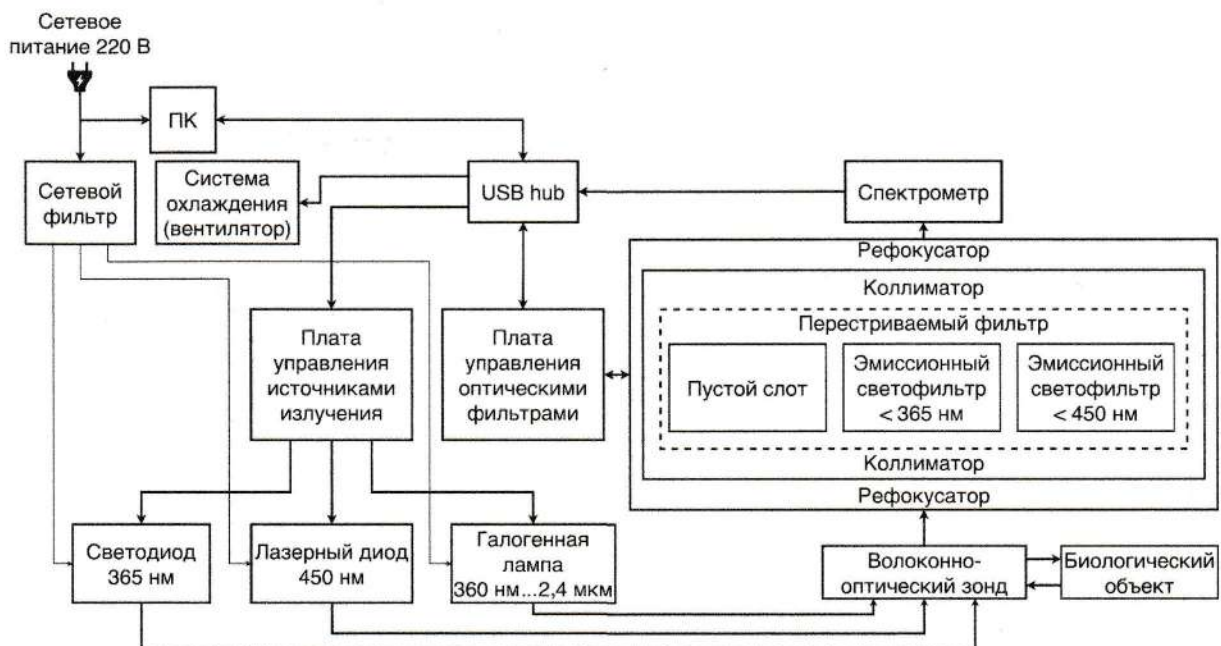 Сетевое
питание 220 В
ПК
Сетевой
фильтр
Система
охлаждения
(вентилятор)
USB hub
Спектрометр
Рефокусатор
Коллиматор
Перестриваемый фильтр
Пустой слот
Эмиссионный
светофильтр
< 365 нм
Эмиссионный
светофильтр
< 450 нм
Коллиматор
Рефокусатор
Плата
управления
источниками
излучения
Плата
управления
оптическими
фильтрами
Светодиод
365 нм
Лазерный диод
450 нм
Галогенная
лампа
360 нм...2,4 мкм
Волоконно-
оптический зонд
Биологический
объект